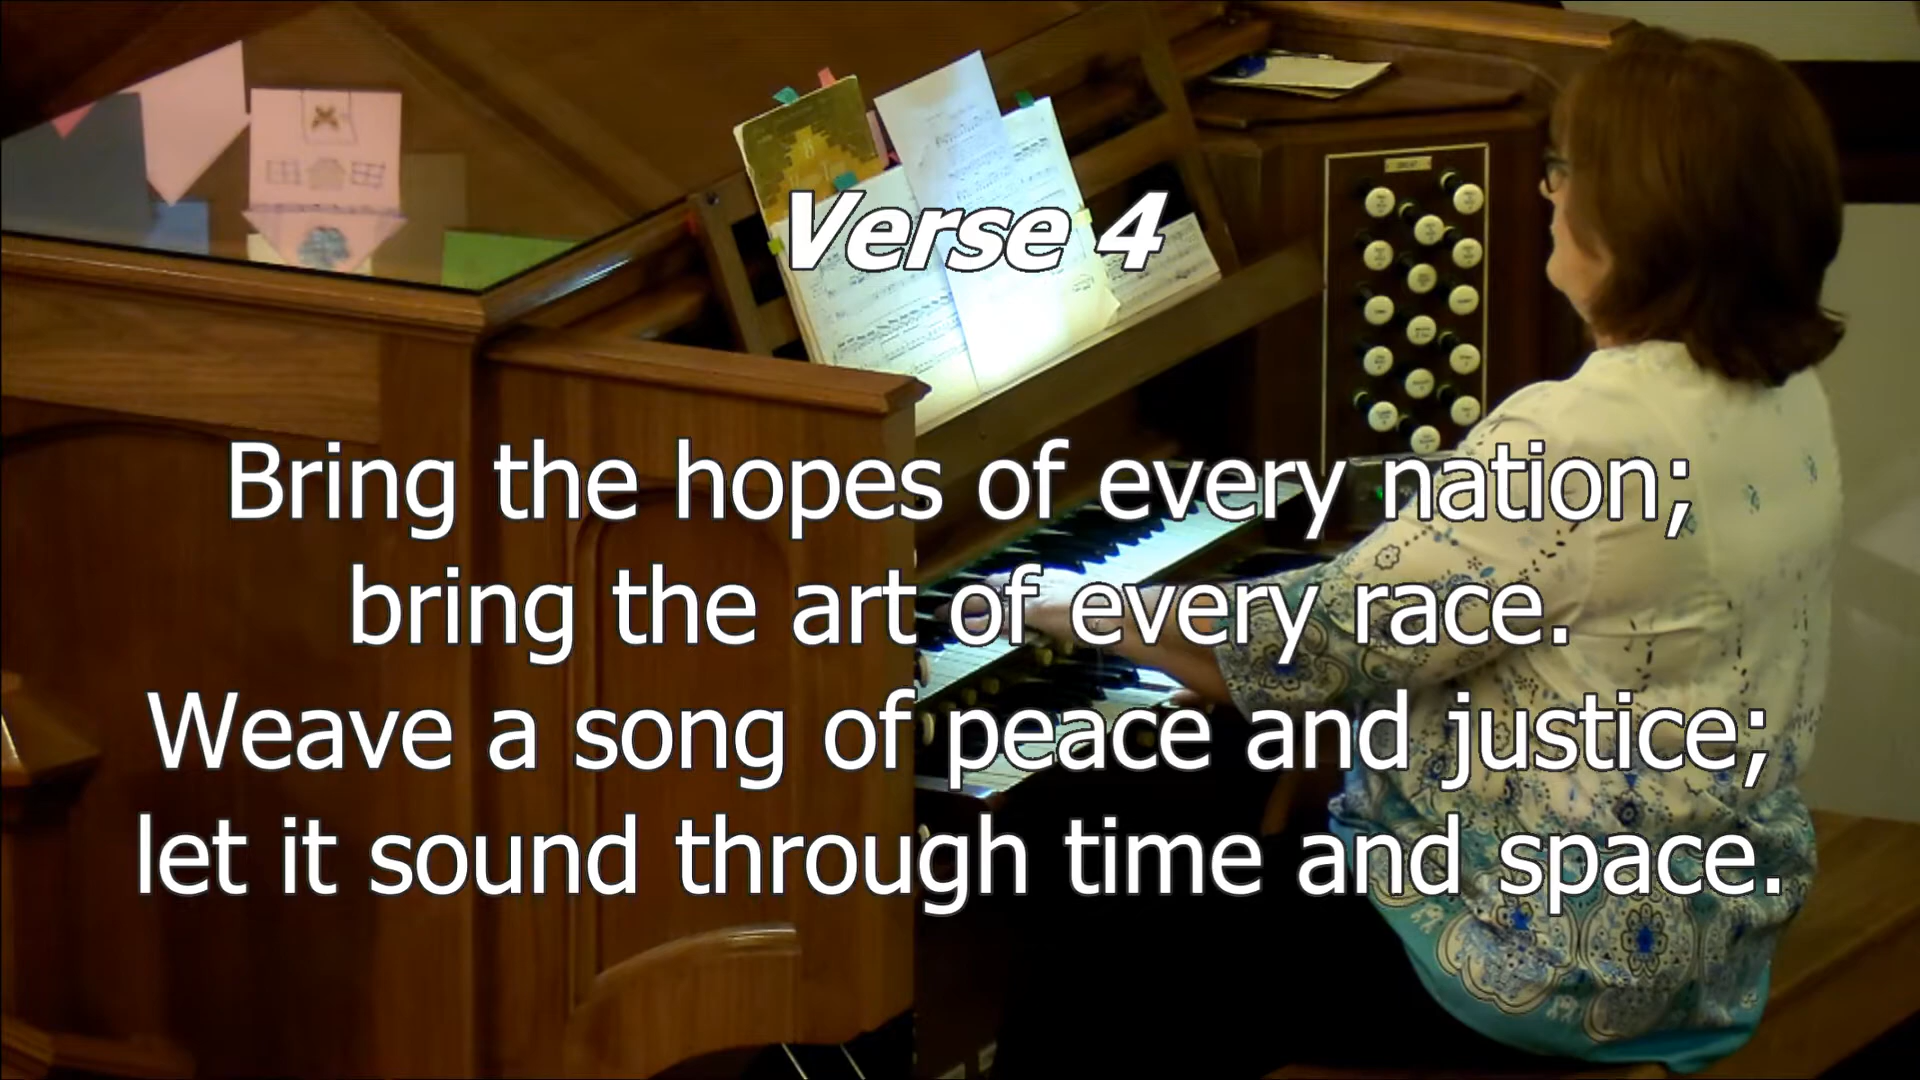 Verse 4
Bring the hopes of every nation;
bring the art of every race.
Weave a song of peace and justice;
let it sound through time and space.